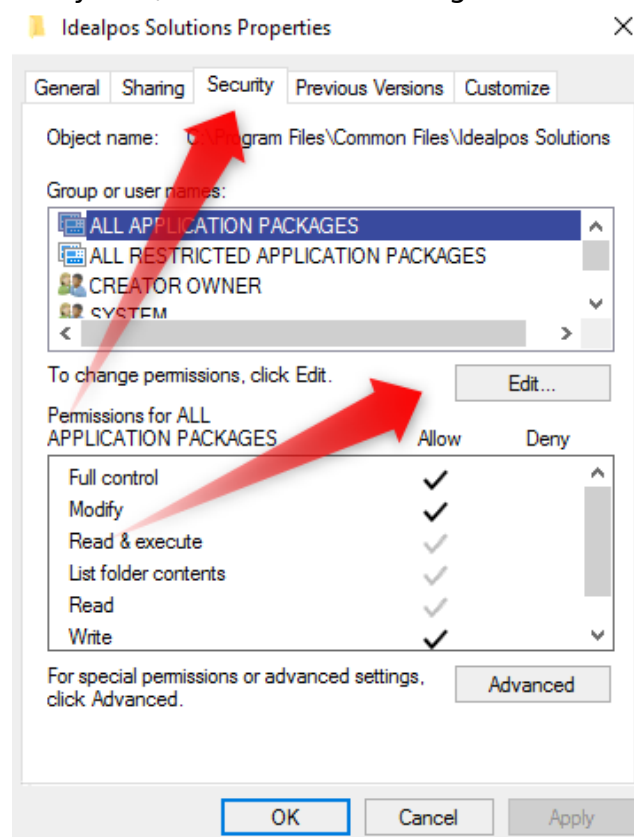 Idealpos Solutions Properties
General Sharing Security Previous Versions Customize
Object name: C:\Program Files\Common Files\Idealpos Solutions
Group or user names:
ALL APPLICATION PACKAGES
ALL RESTRICTED APPLICATION PACKAGES
CREATOR OWNER
SYSTEM
To change permissions, click Edit.
Edit...
Permissions for ALL
APPLICATION PACKAGES Allow Deny
Full control
Modify
Read & execute
List folder contents
Read
Write
For special permissions or advanced settings,
click Advanced.
Advanced
OK Cancel Apply